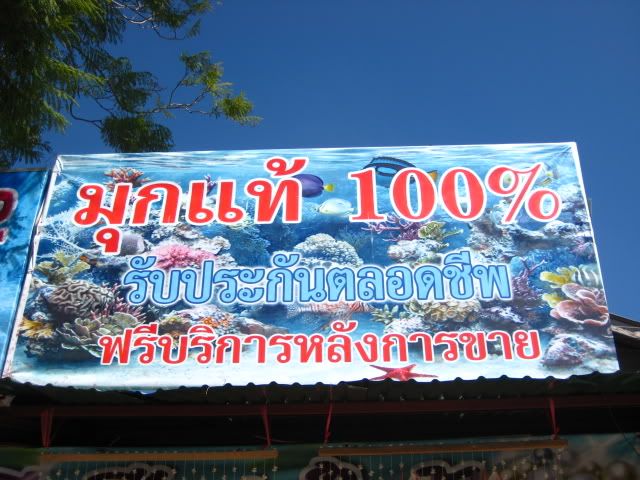 มุกแท้ 100%
รับประกันตลอดชีพ
ฟรีบริการหลังการขาย